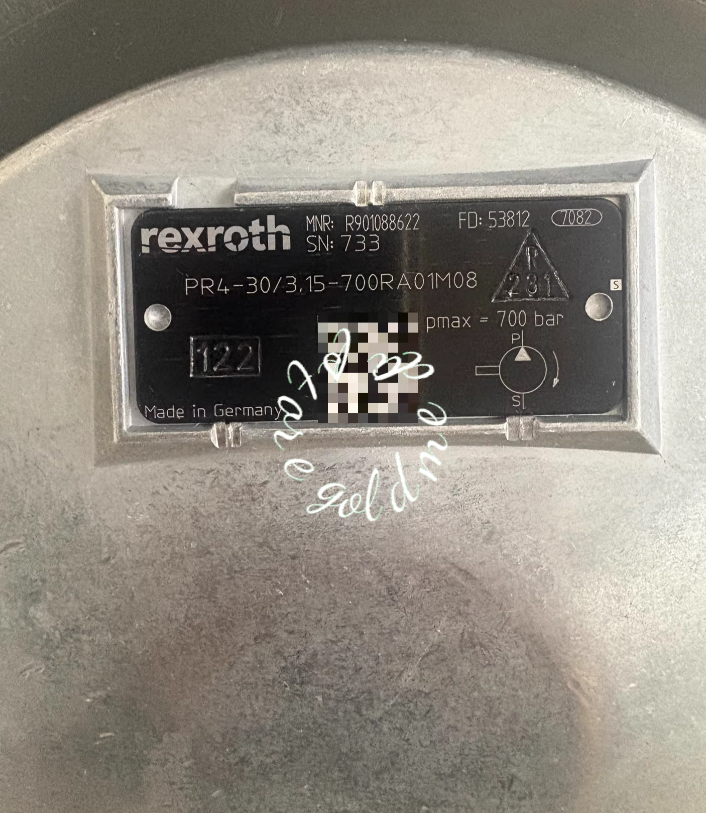 rexroth
MNR: R901088622
FD: 53812
7082
SN: 733
P
231
S
PR4-30/3,15-700RA01M08
pmax = 700 bar
122
P
S
Made in Germany